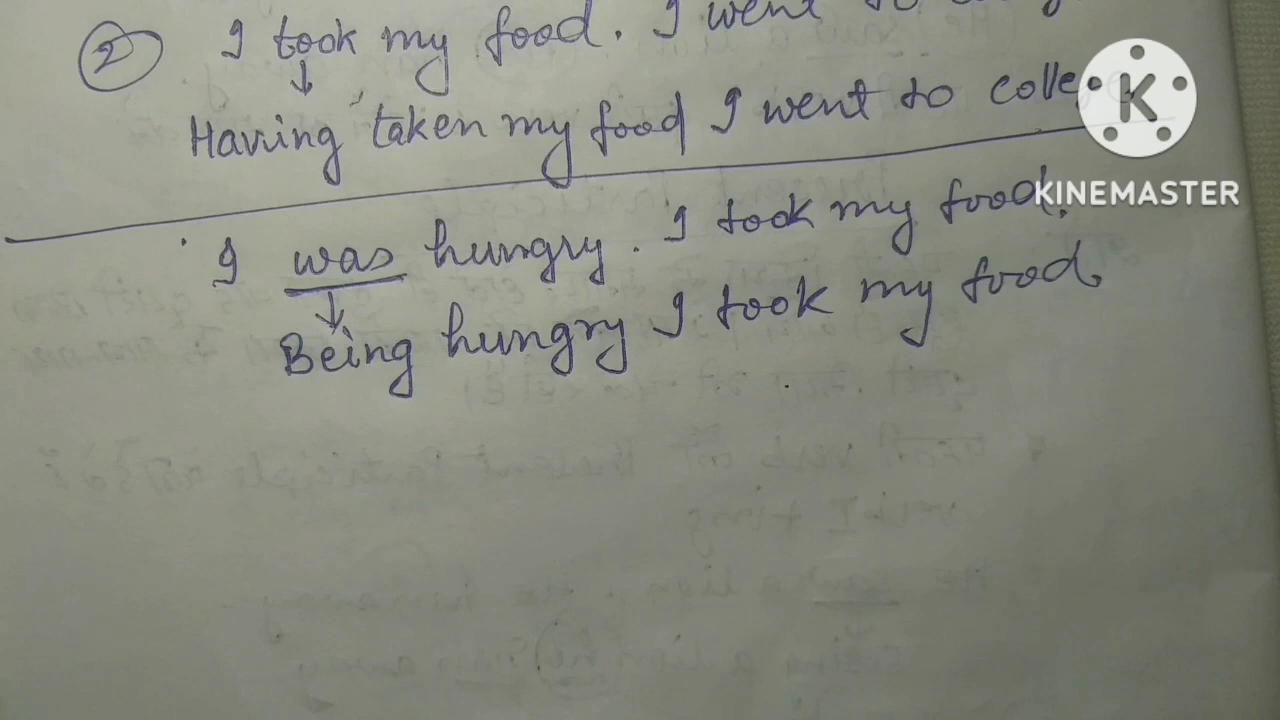 ② I took my food. I went to
↓
Having taken my food I went to
I was hungry. I took my food.
↓
Being hungry I took my food.
K
KINEMASTER